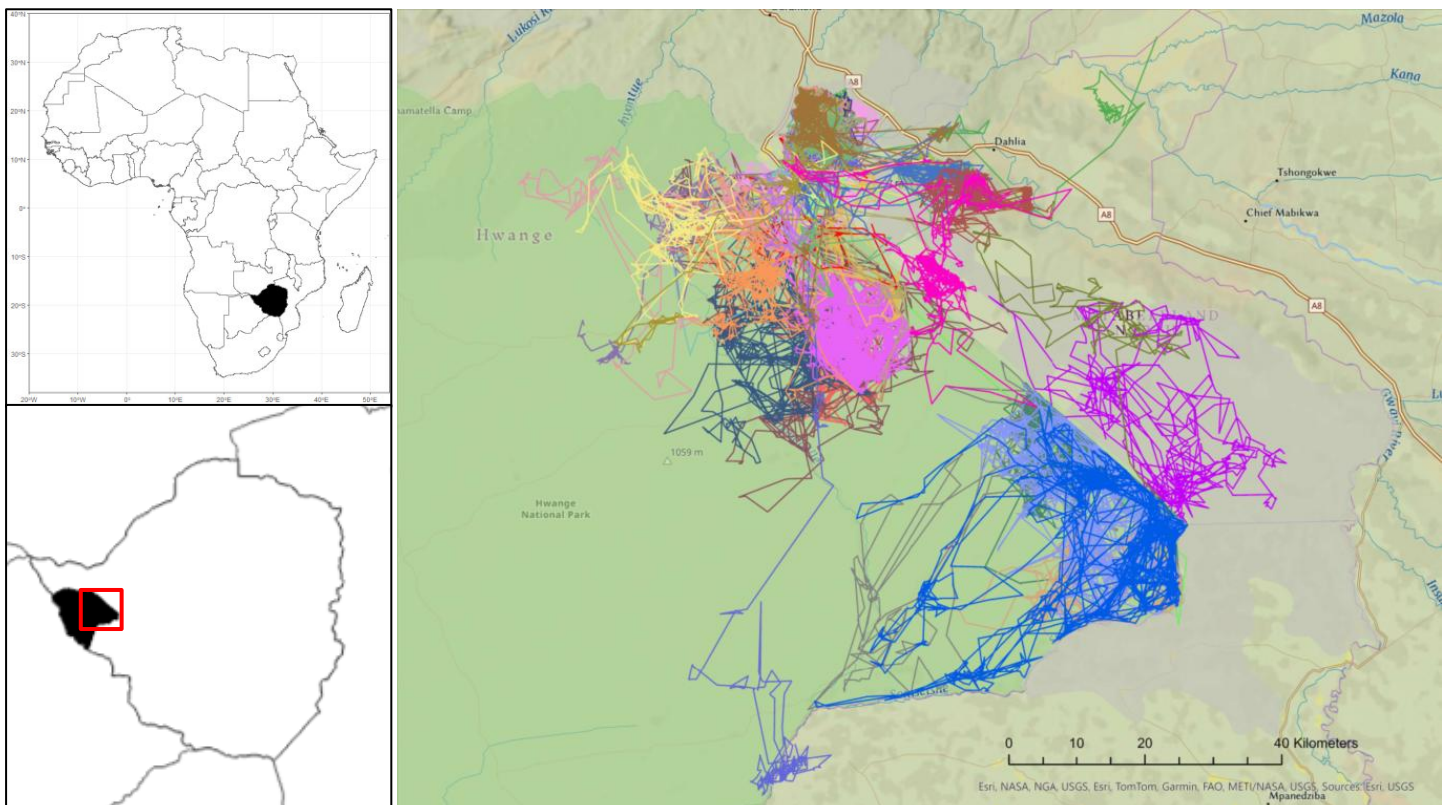 40°N
30°N
20°N
10°N
0°
10°S
20°S
30°S
20°W
10°W
0°
10°E
20°E
30°E
40°E
50°E
Mazola
Kana
A8
Dahlia
Tshongokwe
Chief Mabikwa
A8
Hwange
A8
1059 m
Hwange
National Park
0 10 20 40 Kilometers
Esri, NASA, NGA, USGS, Esri, TomTom, Garmin, FAO, METI/NASA, USGS, Sources: Esri, USGS
Mpanedziba